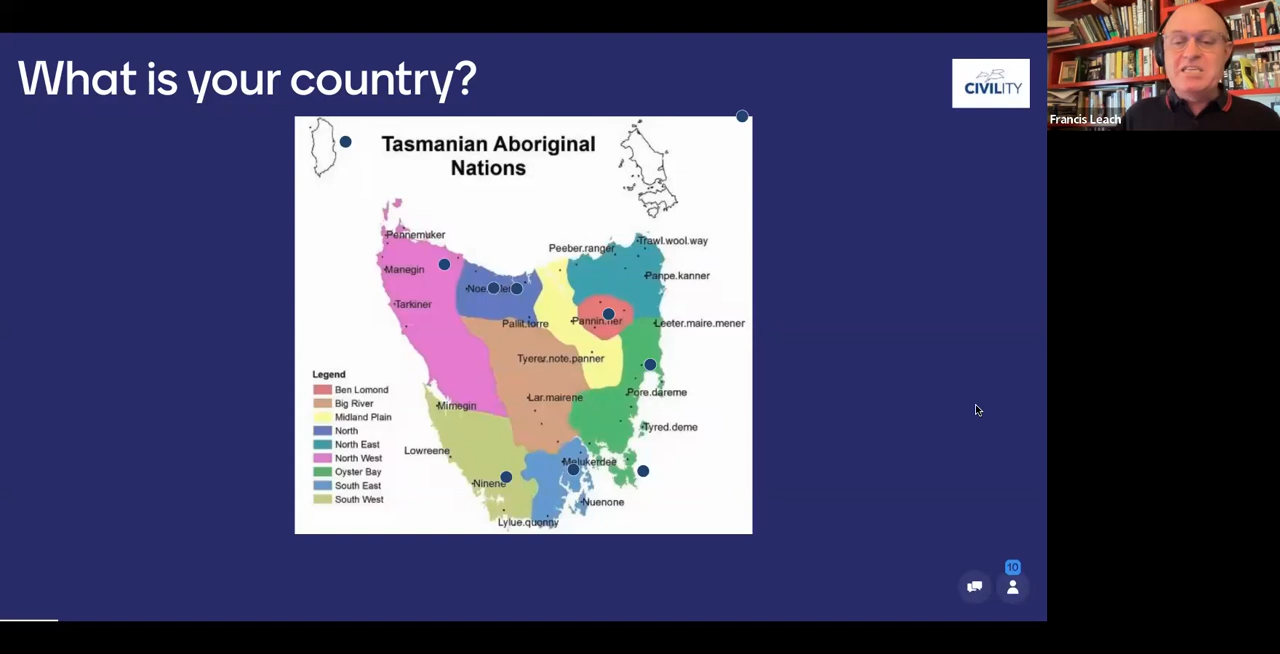 What is your country?
CIVILITY
Francis Leach
Tasmanian Aboriginal
Nations
Pennemuker
Peeber.ranger
Trawl.wool.way
Manegin
Panpe.kanner
Tarkiner
Pallit.torre
Leeter.maire.mener
Tyerer.note.panner
Legend
Ben Lomond
Big River
Midland Plain
North
North East
North West
Oyster Bay
South East
South West
Lar.mairene
Pore.dareme
Mimegin
Tyred.deme
Lowreene
Melukerdee
Ninene
Nuenone
Lylue.quonny
10